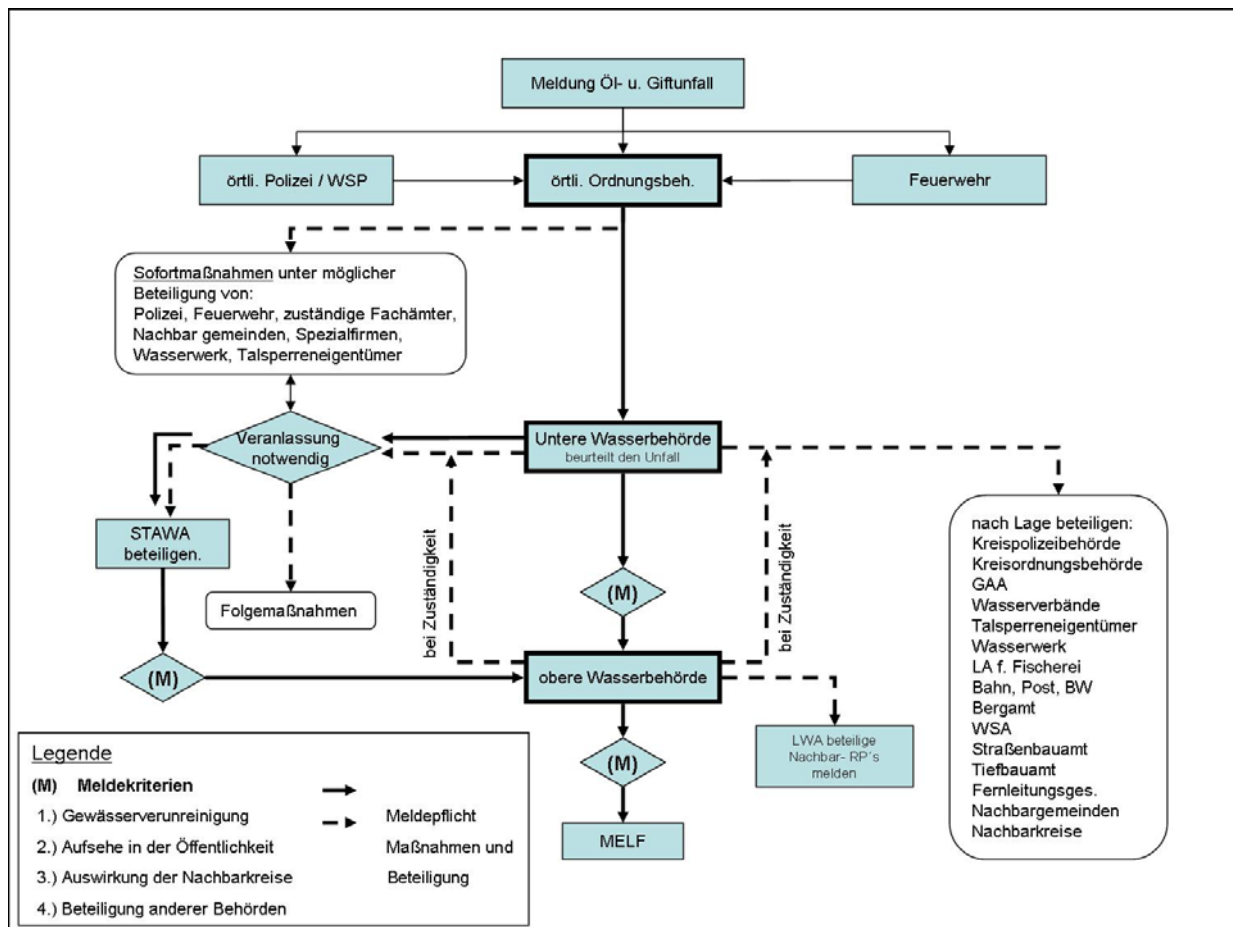 Meldung Öl- u. Giftunfall
örtli. Polizei / WSP
örtli. Ordnungsbeh.
Feuerwehr
Sofortmaßnahmen unter möglicher
Beteiligung von:
Polizei, Feuerwehr, zuständige Fachämter,
Nachbar gemeinden, Spezialfirmen,
Wasserwerk, Talsperreneigentümer
Veranlassung
notwendig
Untere Wasserbehörde
beurteilt den Unfall
STAWA
beteiligen.
Folgemaßnahmen
bei Zuständigkeit
bei Zuständigkeit
(M)
nach Lage beteiligen:
Kreispolizeibehörde
Kreisordnungsbehörde
GAA
Wasserverbände
Talsperreneigentümer
Wasserwerk
LA f. Fischerei
Bahn, Post, BW
Bergamt
WSA
Straßenbauamt
Tiefbauamt
Fernleitungsges.
Nachbargemeinden
Nachbarkreise
(M)
obere Wasserbehörde
LWA beteilige
Nachbar- RP´s
melden
(M)
MELF
Legende
(M) Meldekriterien
1.) Gewässerverunreinigung
2.) Aufsehe in der Öffentlichkeit
3.) Auswirkung der Nachbarkreise
4.) Beteiligung anderer Behörden
Meldepflicht
Maßnahmen und
Beteiligung